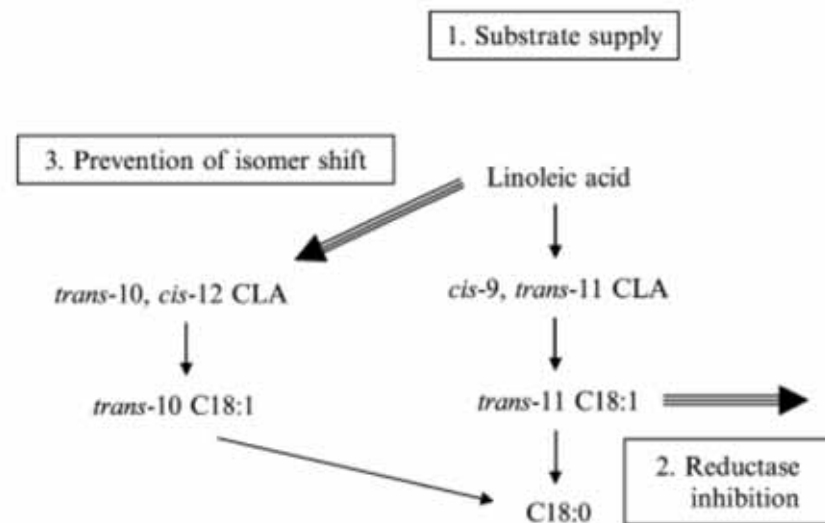 1. Substrate supply
3. Prevention of isomer shift
Linoleic acid
trans-10, cis-12 CLA
cis-9, trans-11 CLA
trans-10 C18:1
trans-11 C18:1
2. Reductase
inhibition
C18:0